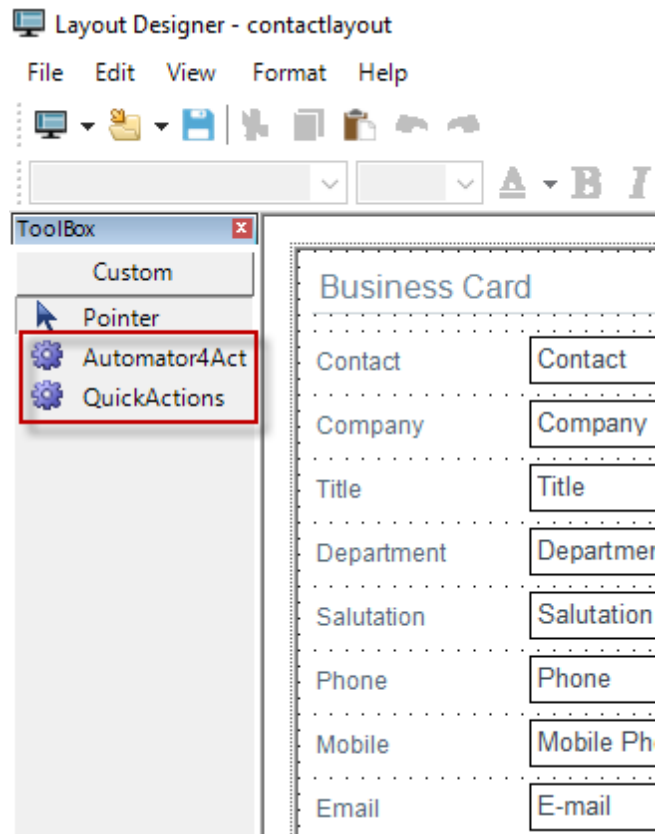 Layout Designer - contactlayout
File Edit View Format Help
A B I
ToolBox
Custom
Pointer
Automator4Act
QuickActions
Business Card
Contact Contact
Company Company
Title Title
Department Departmen
Salutation Salutation
Phone Phone
Mobile Mobile Ph
Email E-mail